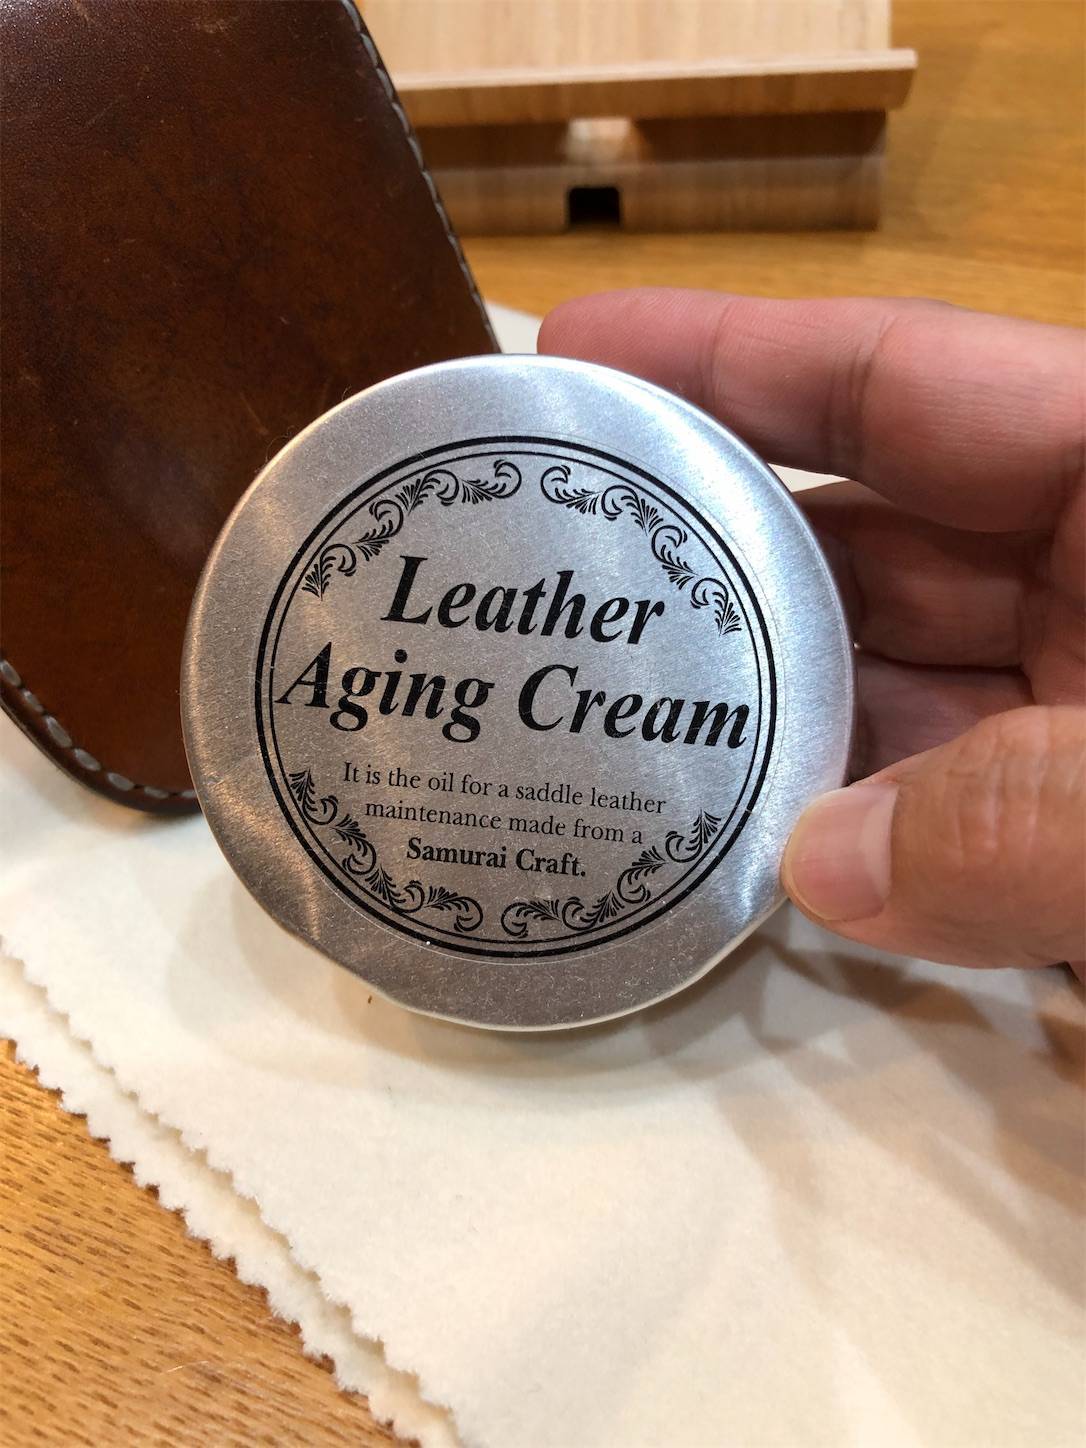 Leather
Aging Cream
It is the oil for a saddle leather
maintenance made from a
Samurai Craft.